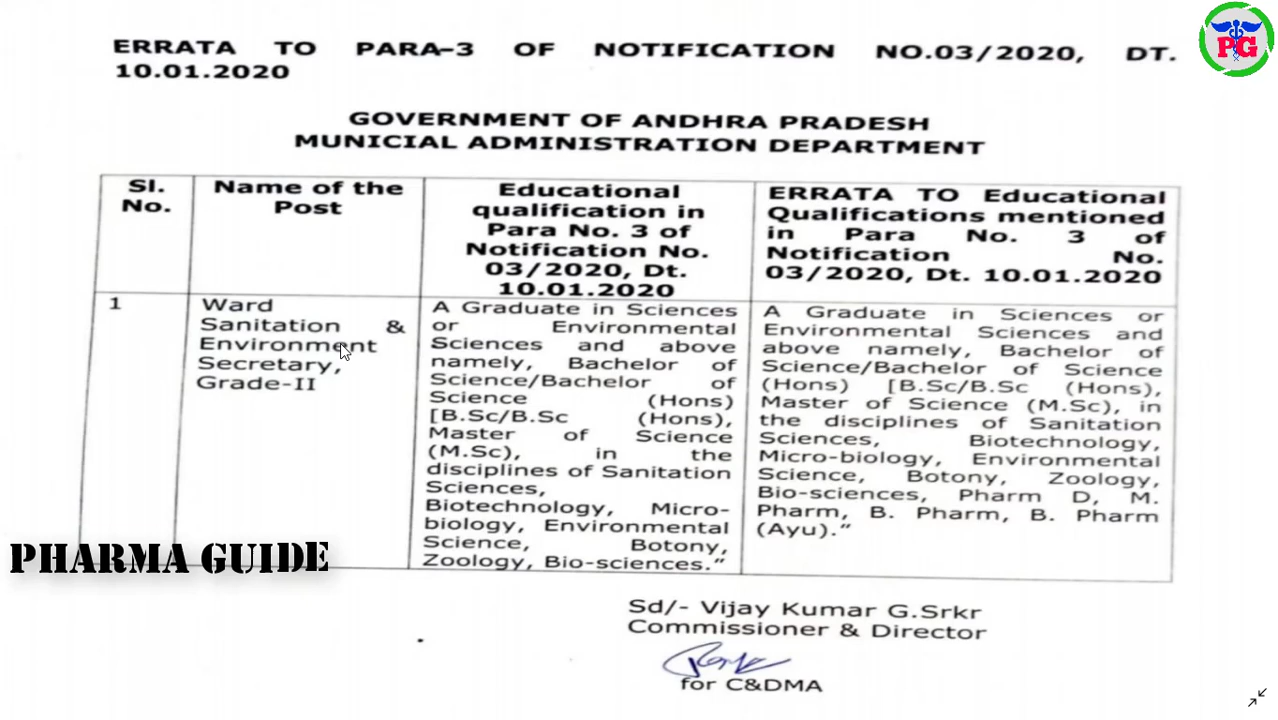 ERRATA TO PARA-3 OF NOTIFICATION NO.03/2020, DT.
10.01.2020
PG
GOVERNMENT OF ANDHRA PRADESH
MUNICIAL ADMINISTRATION DEPARTMENT
Sl.
No.
Name of the
Post
Educational
qualification in
Para No. 3 of
Notification No.
03/2020, Dt.
10.01.2020
ERRATA TO Educational
Qualifications mentioned
in Para No. 3 of
Notification No.
03/2020, Dt. 10.01.2020
1
Ward
Sanitation &
Environment
Secretary,
Grade-II
A Graduate in Sciences
or Environmental
Sciences and above
namely, Bachelor of
Science/Bachelor of
Science (Hons)
[B.Sc/B.Sc (Hons),
Master of Science
(M.Sc), in the
disciplines of Sanitation
Sciences,
Biotechnology, Micro-
biology, Environmental
Science, Botony,
Zoology, Bio-sciences.”
A Graduate in Sciences or
Environmental Sciences and
above namely, Bachelor of
Science/Bachelor of Science
(Hons) [B.Sc/B.Sc (Hons),
Master of Science (M.Sc), in
the disciplines of Sanitation
Sciences, Biotechnology,
Micro-biology, Environmental
Science, Botony, Zoology,
Bio-sciences, Pharm D, M.
Pharm, B. Pharm, B. Pharm
(Ayu).”
PHARMA GUIDE
Sd/- Vijay Kumar G.Srkr
Commissioner & Director
for C&DMA